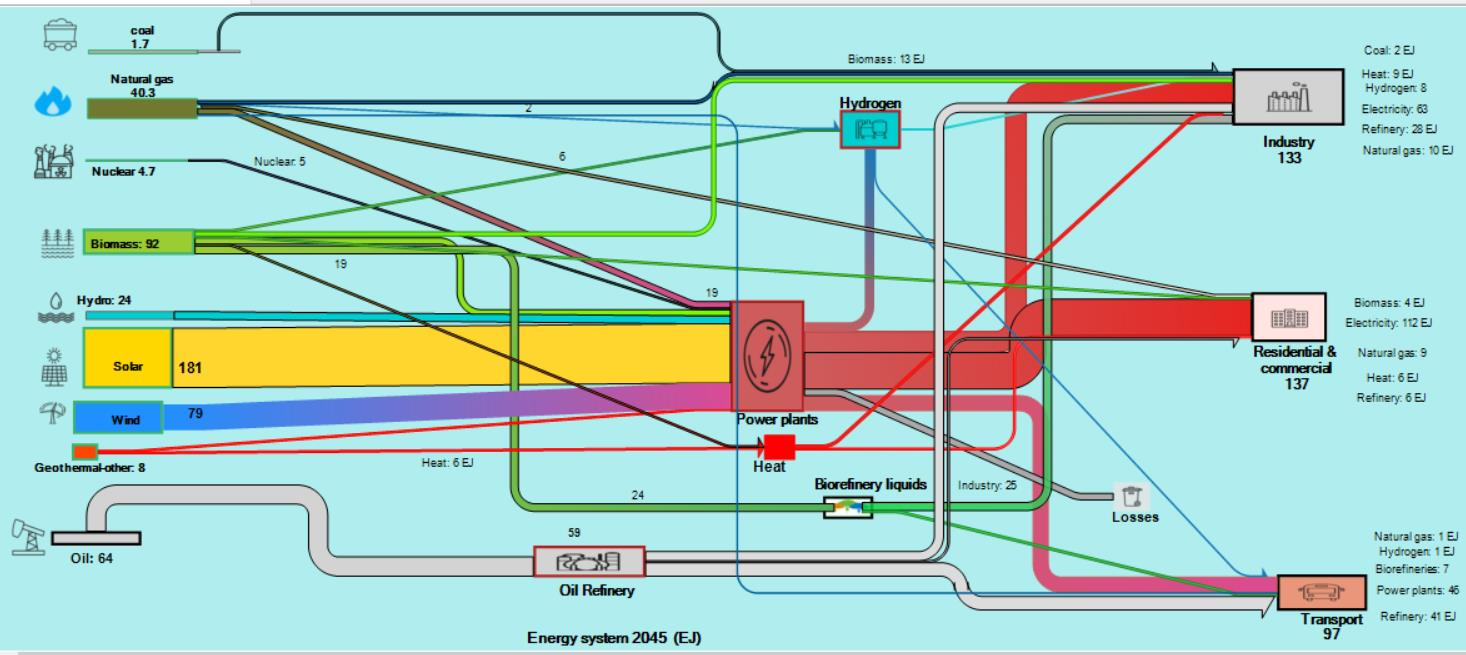 coal
1.7
Natural gas
40.3
Nuclear 4.7
Biomass: 92
Hydro: 24
Solar
181
Wind
79
Geothermal-other: 8
Oil: 64
2
6
Nuclear: 5
19
19
Heat: 6 EJ
24
59
Oil Refinery
Biomass: 13 EJ
Hydrogen
Power plants
Heat
Biorefinery liquids
Industry: 25
Losses
Industry
133
Coal: 2 EJ
Heat: 9 EJ
Hydrogen: 8
Electricity: 63
Refinery: 28 EJ
Natural gas: 10 EJ
Residential &
commercial
137
Biomass: 4 EJ
Electricity: 112 EJ
Natural gas: 9
Heat: 6 EJ
Refinery: 6 EJ
Transport
97
Natural gas: 1 EJ
Hydrogen: 1 EJ
Biorefineries: 7
Power plants: 46
Refinery: 41 EJ
Energy system 2045 (EJ)